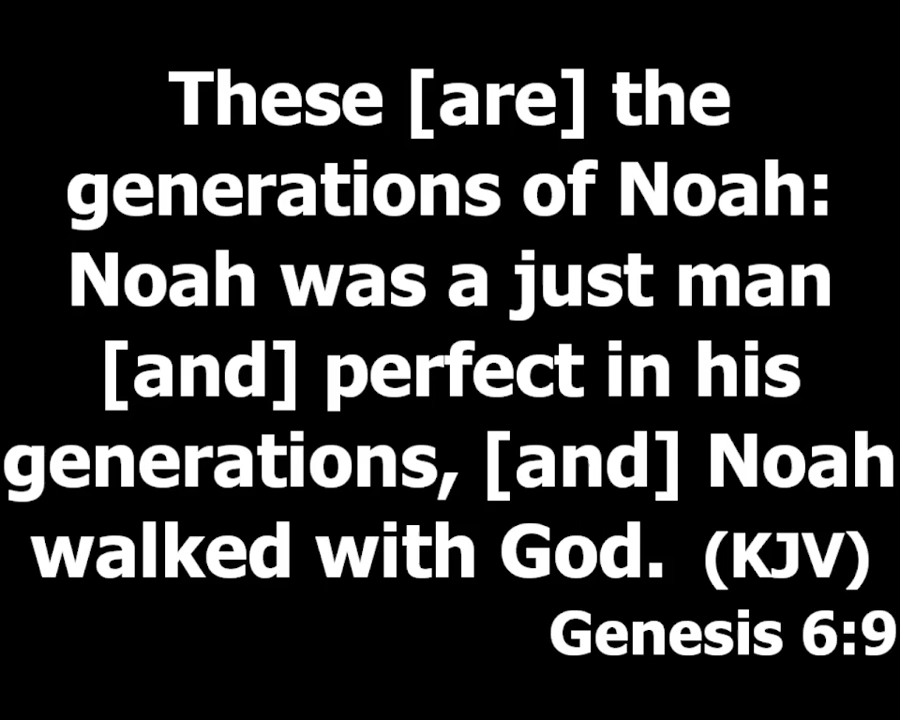 These [are] the
generations of Noah:
Noah was a just man
[and] perfect in his
generations, [and] Noah
walked with God. (KJV)
Genesis 6:9